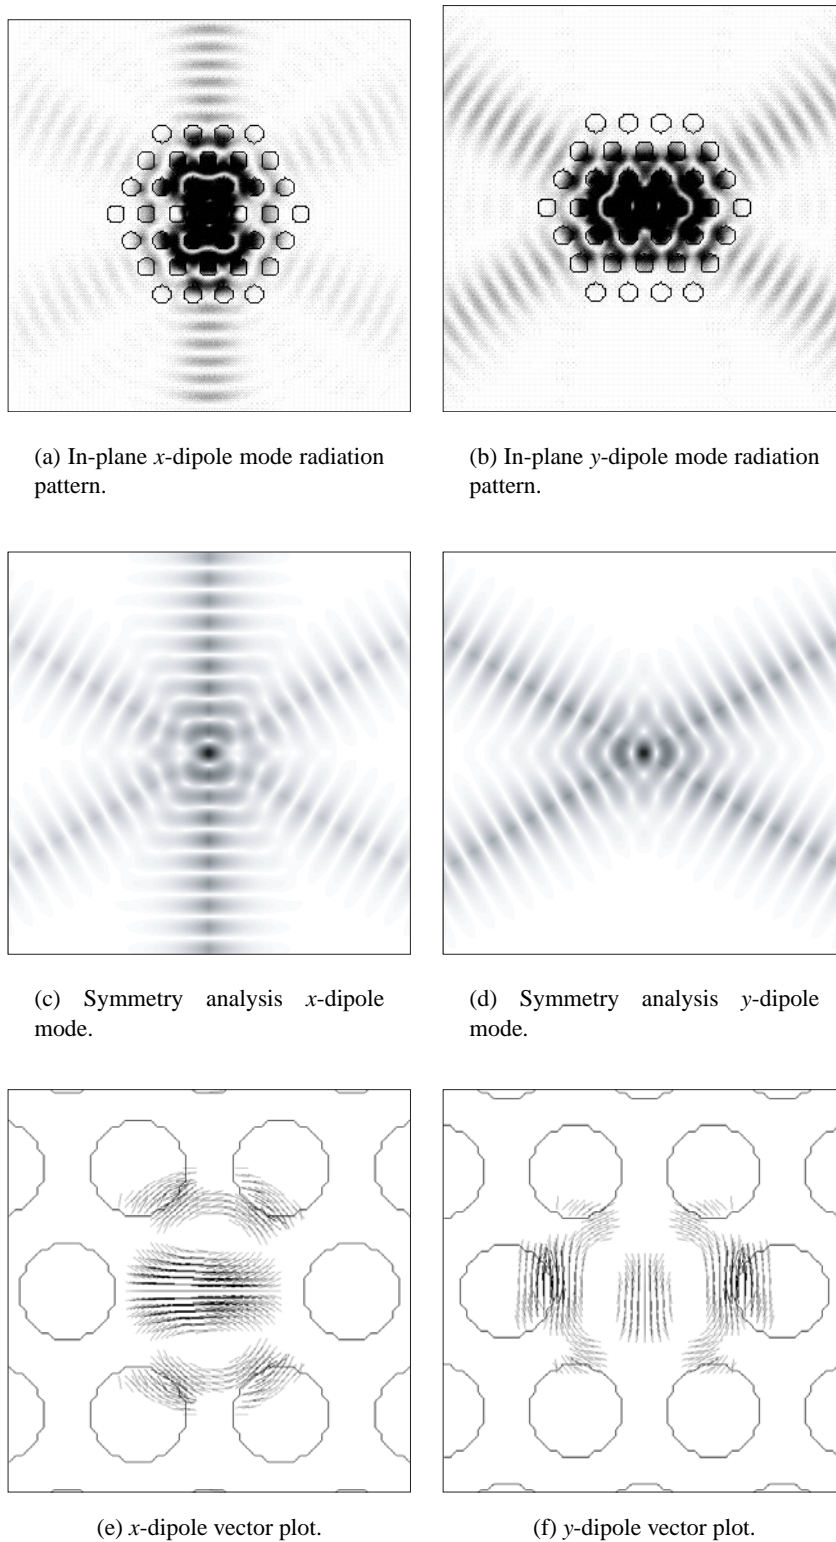 (a) In-plane x-dipole mode radiation
pattern.
(b) In-plane y-dipole mode radiation
pattern.
(c) Symmetry analysis x-dipole
mode.
(d) Symmetry analysis y-dipole
mode.
(e) x-dipole vector plot.
(f) y-dipole vector plot.